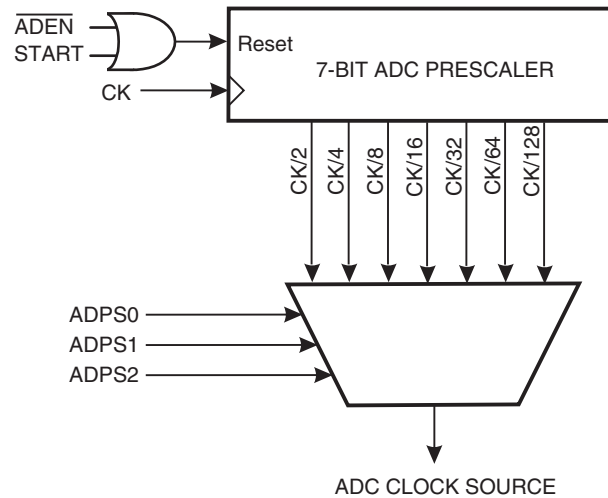 ADEN
START
Reset
CK
7-BIT ADC PRESCALER
CK/2
CK/4
CK/8
CK/16
CK/32
CK/64
CK/128
ADPS0
ADPS1
ADPS2
ADC CLOCK SOURCE